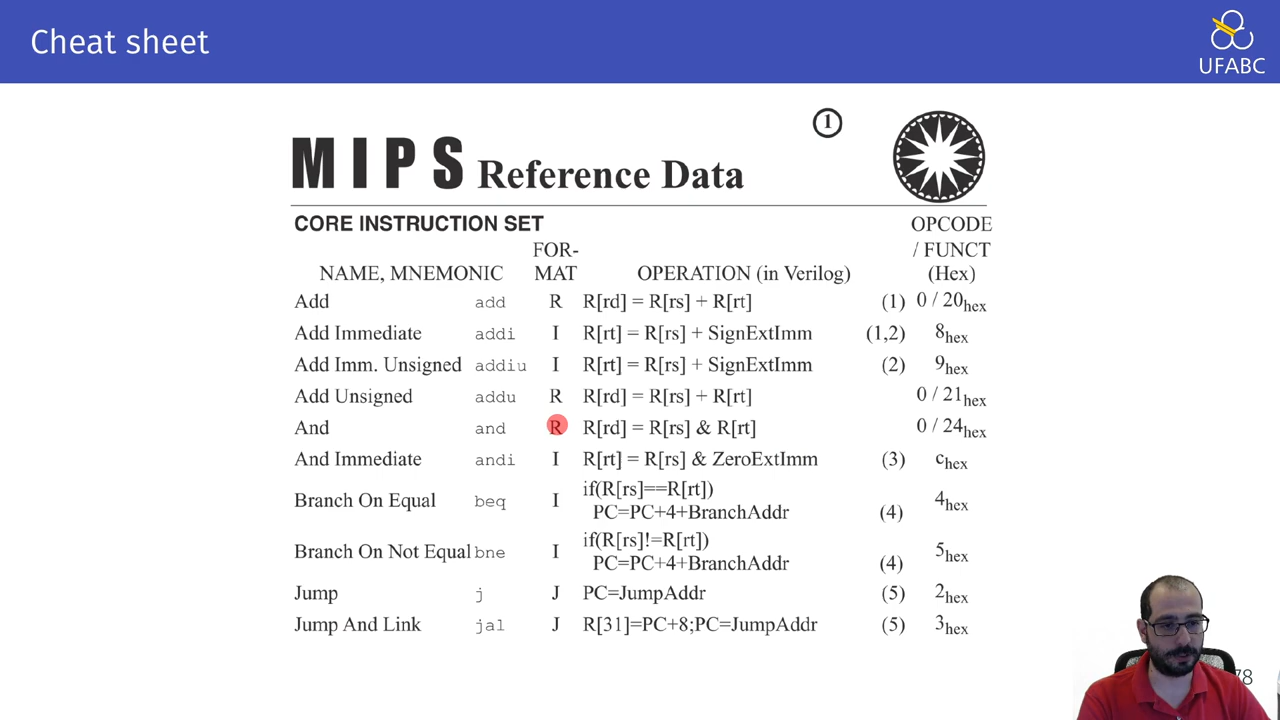 Cheat sheet
UFABC
1
MIPS Reference Data
CORE INSTRUCTION SET
OPCODE
FOR-
/ FUNCT
NAME, MNEMONIC MAT OPERATION (in Verilog) (Hex)
Add add R R[rd] = R[rs] + R[rt] (1) 0 / 20hex
Add Immediate addi I R[rt] = R[rs] + SignExtImm (1,2) 8hex
Add Imm. Unsigned addiu I R[rt] = R[rs] + SignExtImm (2) 9hex
Add Unsigned addu R R[rd] = R[rs] + R[rt] 0 / 21hex
And and R R[rd] = R[rs] & R[rt] 0 / 24hex
And Immediate andi I R[rt] = R[rs] & ZeroExtImm (3) chex
Branch On Equal beq I if(R[rs]==R[rt]) 4hex
PC=PC+4+BranchAddr (4)
Branch On Not Equal bne I if(R[rs]!=R[rt]) 5hex
PC=PC+4+BranchAddr (4)
Jump j J PC=JumpAddr (5) 2hex
Jump And Link jal J R[31]=PC+8;PC=JumpAddr (5) 3hex